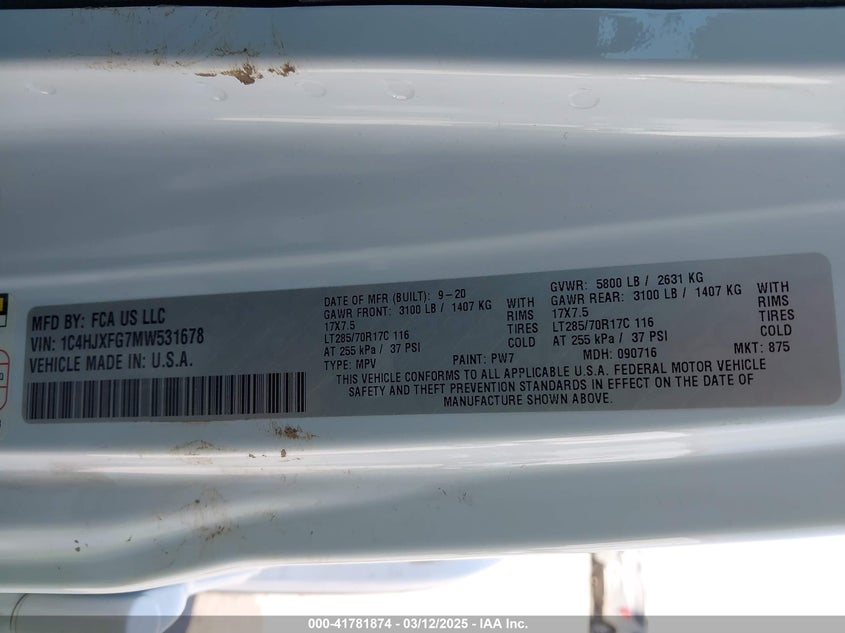 MFD BY: FCA US LLC
VIN: 1C4HJXFG7MW531678
VEHICLE MADE IN: U.S.A.
DATE OF MFR (BUILT): 9-20
GAWR FRONT: 3100 LB / 1407 KG WITH
17X7.5 RIMS
LT285/70R17C 116 TIRES
AT 255 kPa / 37 PSI COLD
TYPE: MPV PAINT: PW7
GVWR: 5800 LB / 2631 KG
GAWR REAR: 3100 LB / 1407 KG WITH
17X7.5 RIMS
LT285/70R17C 116 TIRES
AT 255 kPa / 37 PSI COLD
MDH: 090716 MKT: 875
THIS VEHICLE CONFORMS TO ALL APPLICABLE U.S.A. FEDERAL MOTOR VEHICLE
SAFETY AND THEFT PREVENTION STANDARDS IN EFFECT ON THE DATE OF
MANUFACTURE SHOWN ABOVE.
000-41781874 | 03/12/2025 - IAA Inc.